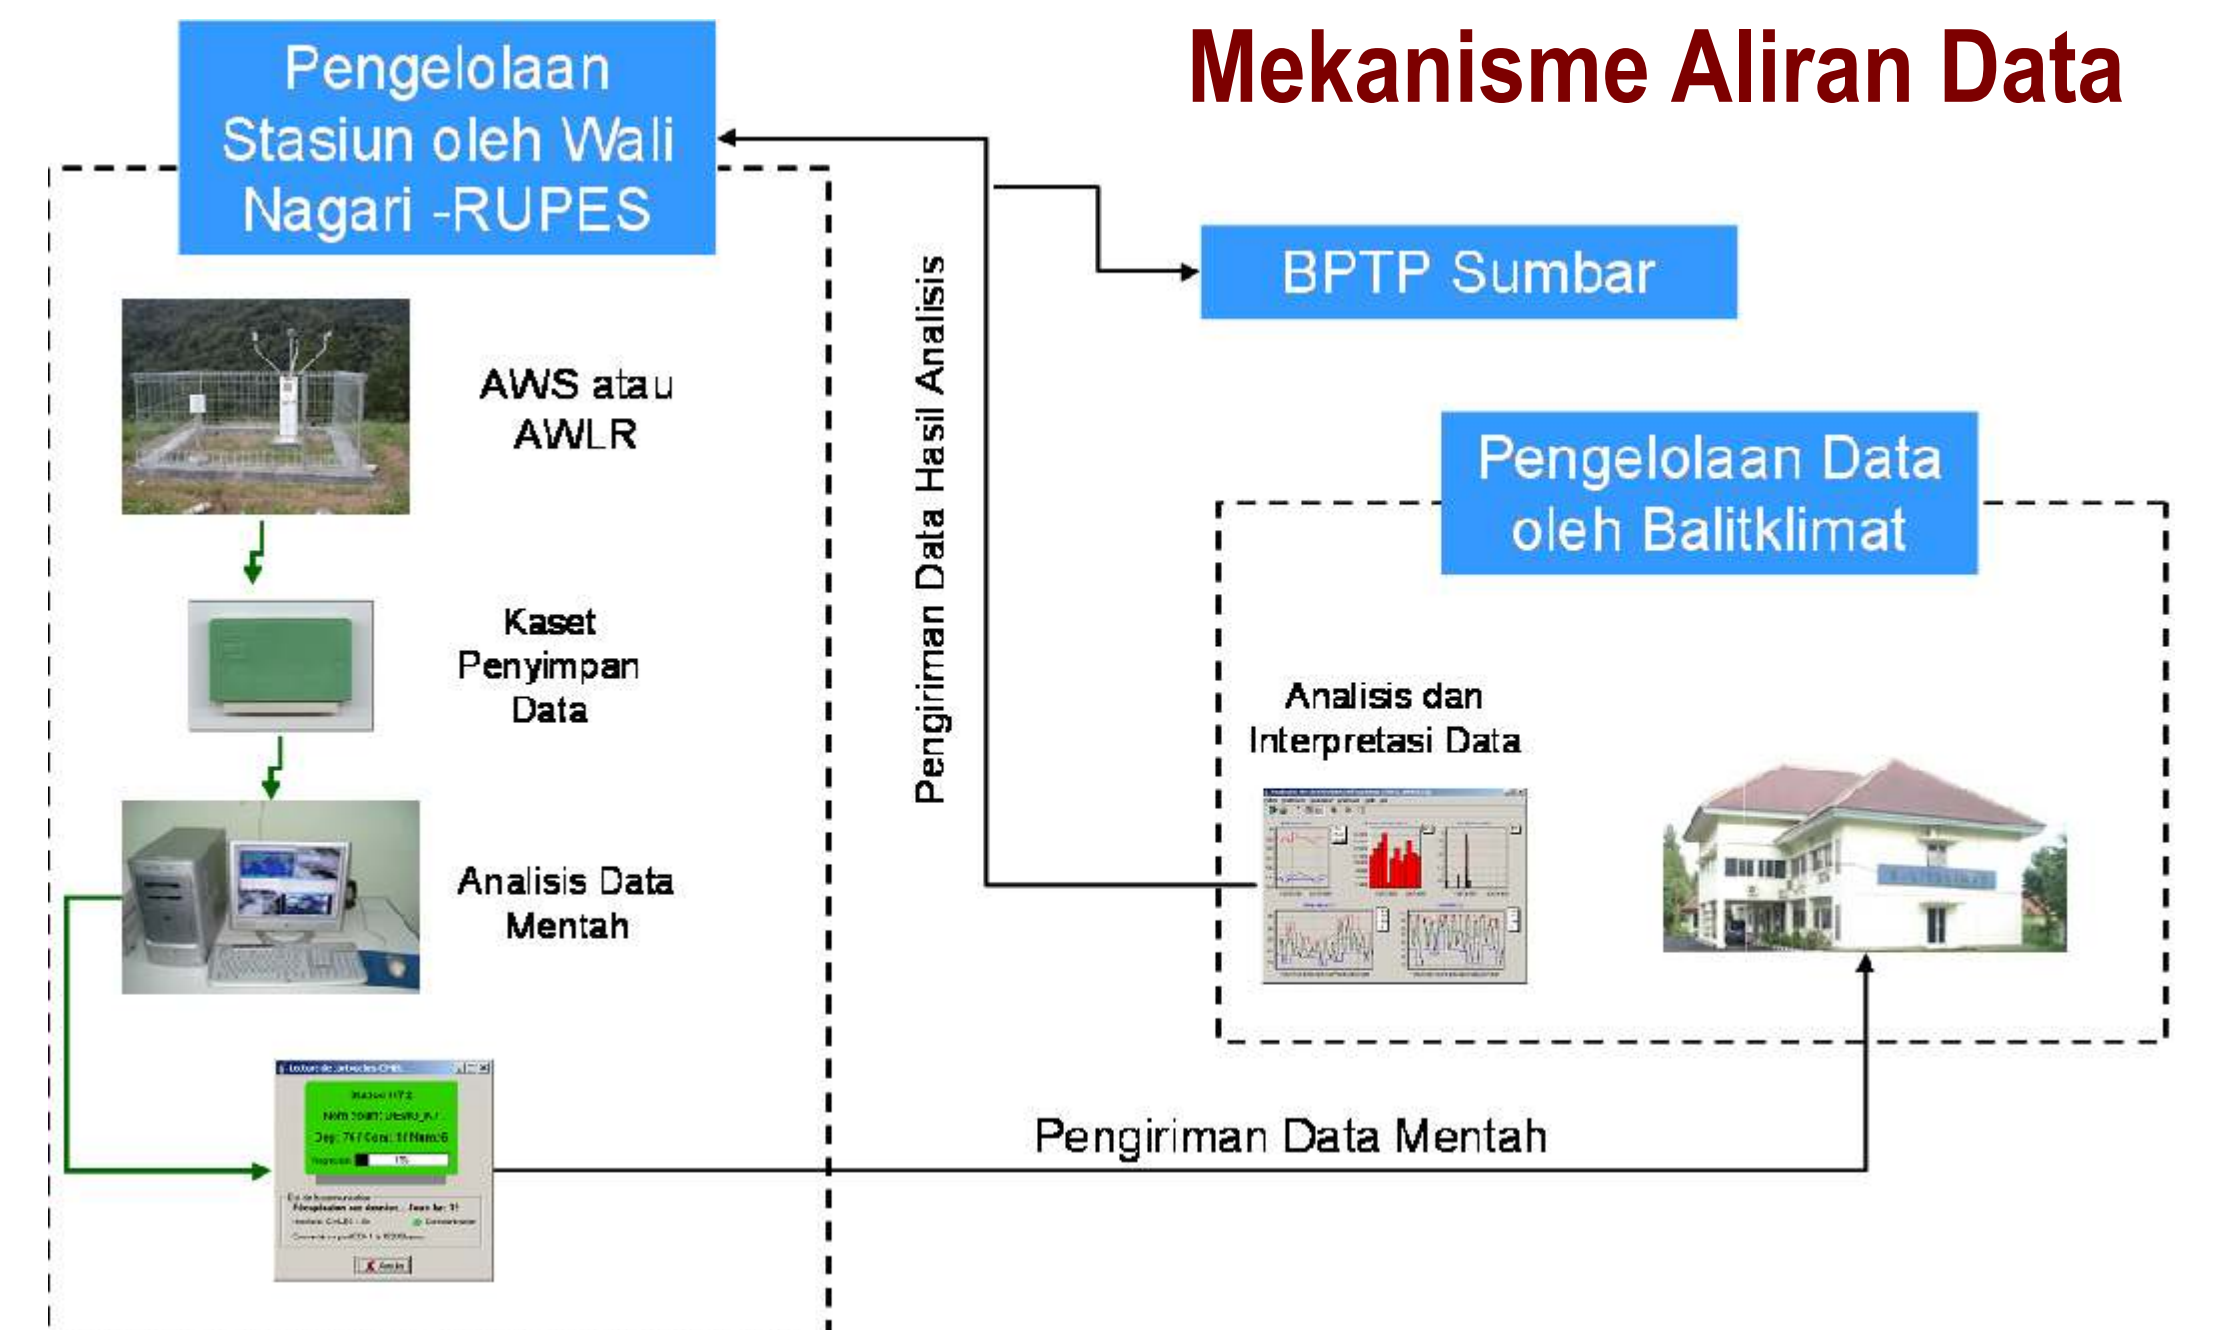 Mekanisme Aliran Data
Pengelolaan
Stasiun oleh Wali
Nagari -RUPES
BPTP Sumbar
AWS atau
AWLR
Pengiriman Data Hasil Analisis
Pengelolaan Data
oleh Balitklimat
Kaset
Penyimpan
Data
Analisis dan
Interpretasi Data
Analisis Data
Mentah
Pengiriman Data Mentah